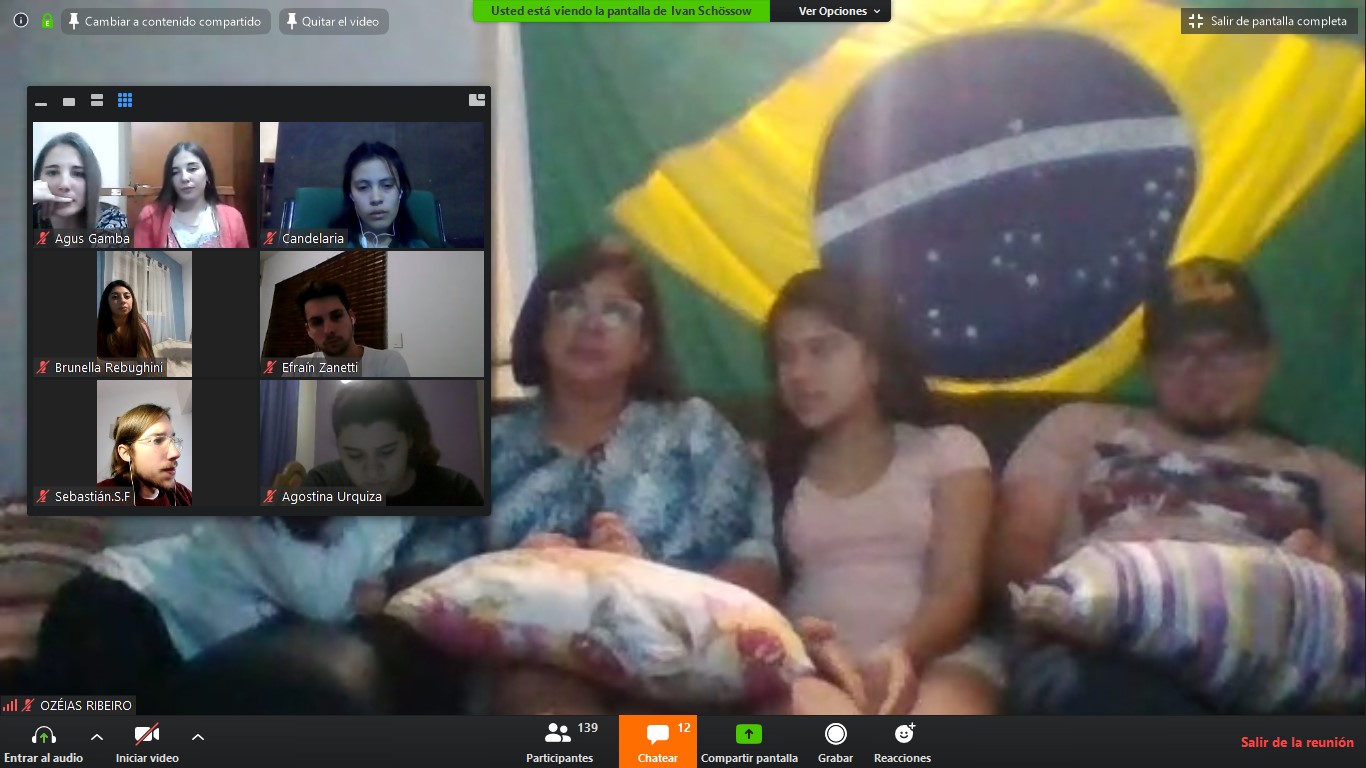 Usted está viendo la pantalla de Ivan Schössow
Ver Opciones
E
Cambiar a contenido compartido
Quitar el video
Salir de pantalla completa
Agus Gamba
Candelaria
Brunella Rebughini
Efraín Zanetti
Sebastián.S.F
Agostina Urquiza
OZÉIAS RIBEIRO
Entrar al audio
Iniciar video
139
Participantes
12
Chatear
Compartir pantalla
Grabar
Reacciones
Salir de la reunión